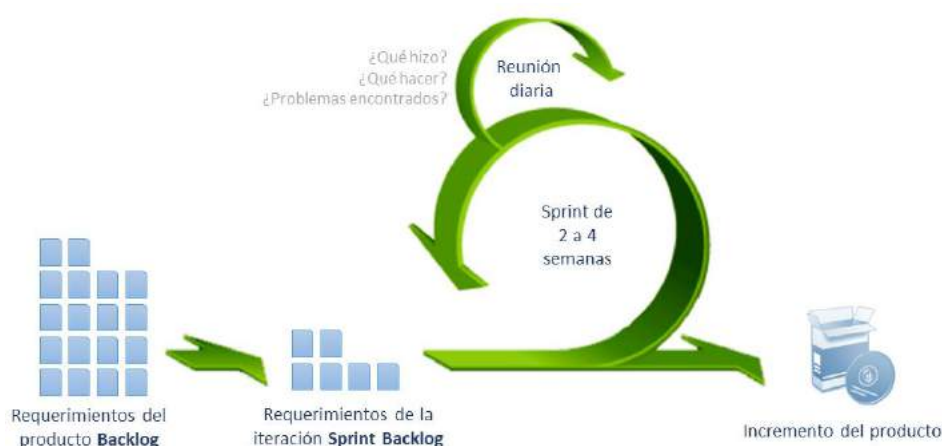 ¿Qué hizo?
¿Qué hacer?
¿Problemas encontrados?
Reunión
diaria
Sprint de
2 a 4
semanas
Requerimientos del
producto Backlog
Requerimientos de la
iteración Sprint Backlog
Incremento del producto